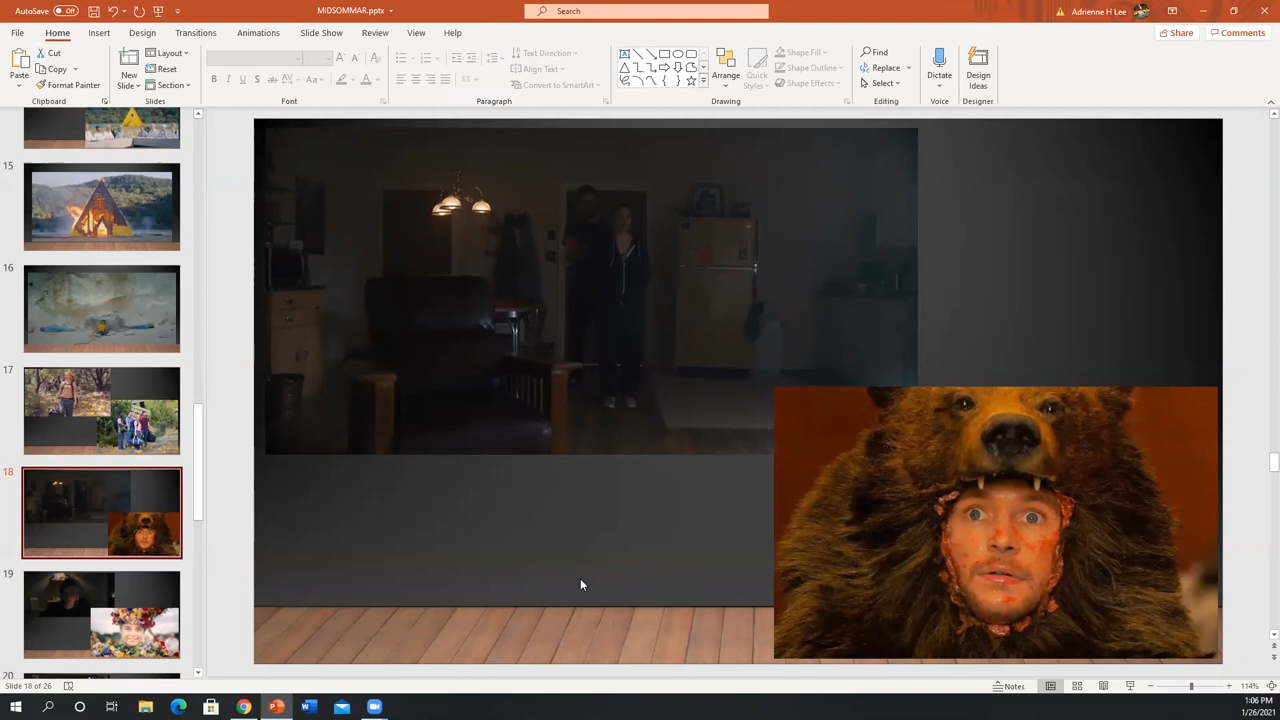 AutoSave Off MIDSOMMAR.pptx Search Adrienne H Lee
File Home Insert Design Transitions Animations Slide Show Review View Help Share Comments
Paste
Cut
Copy
Format Painter
Clipboard
New
Slide
Layout
Reset
Section
Slides
B I U S ab AV Aa A
Font
Text Direction
Align Text
Convert to SmartArt
Paragraph
Arrange
Quick
Styles
Shape Fill
Shape Outline
Shape Effects
Drawing
Find
Replace
Select
Editing
Dictate
Voice
Design
Ideas
Designer
15
16
17
18
19
20
Slide 18 of 26 Notes 114%
1:06 PM
1/26/2021